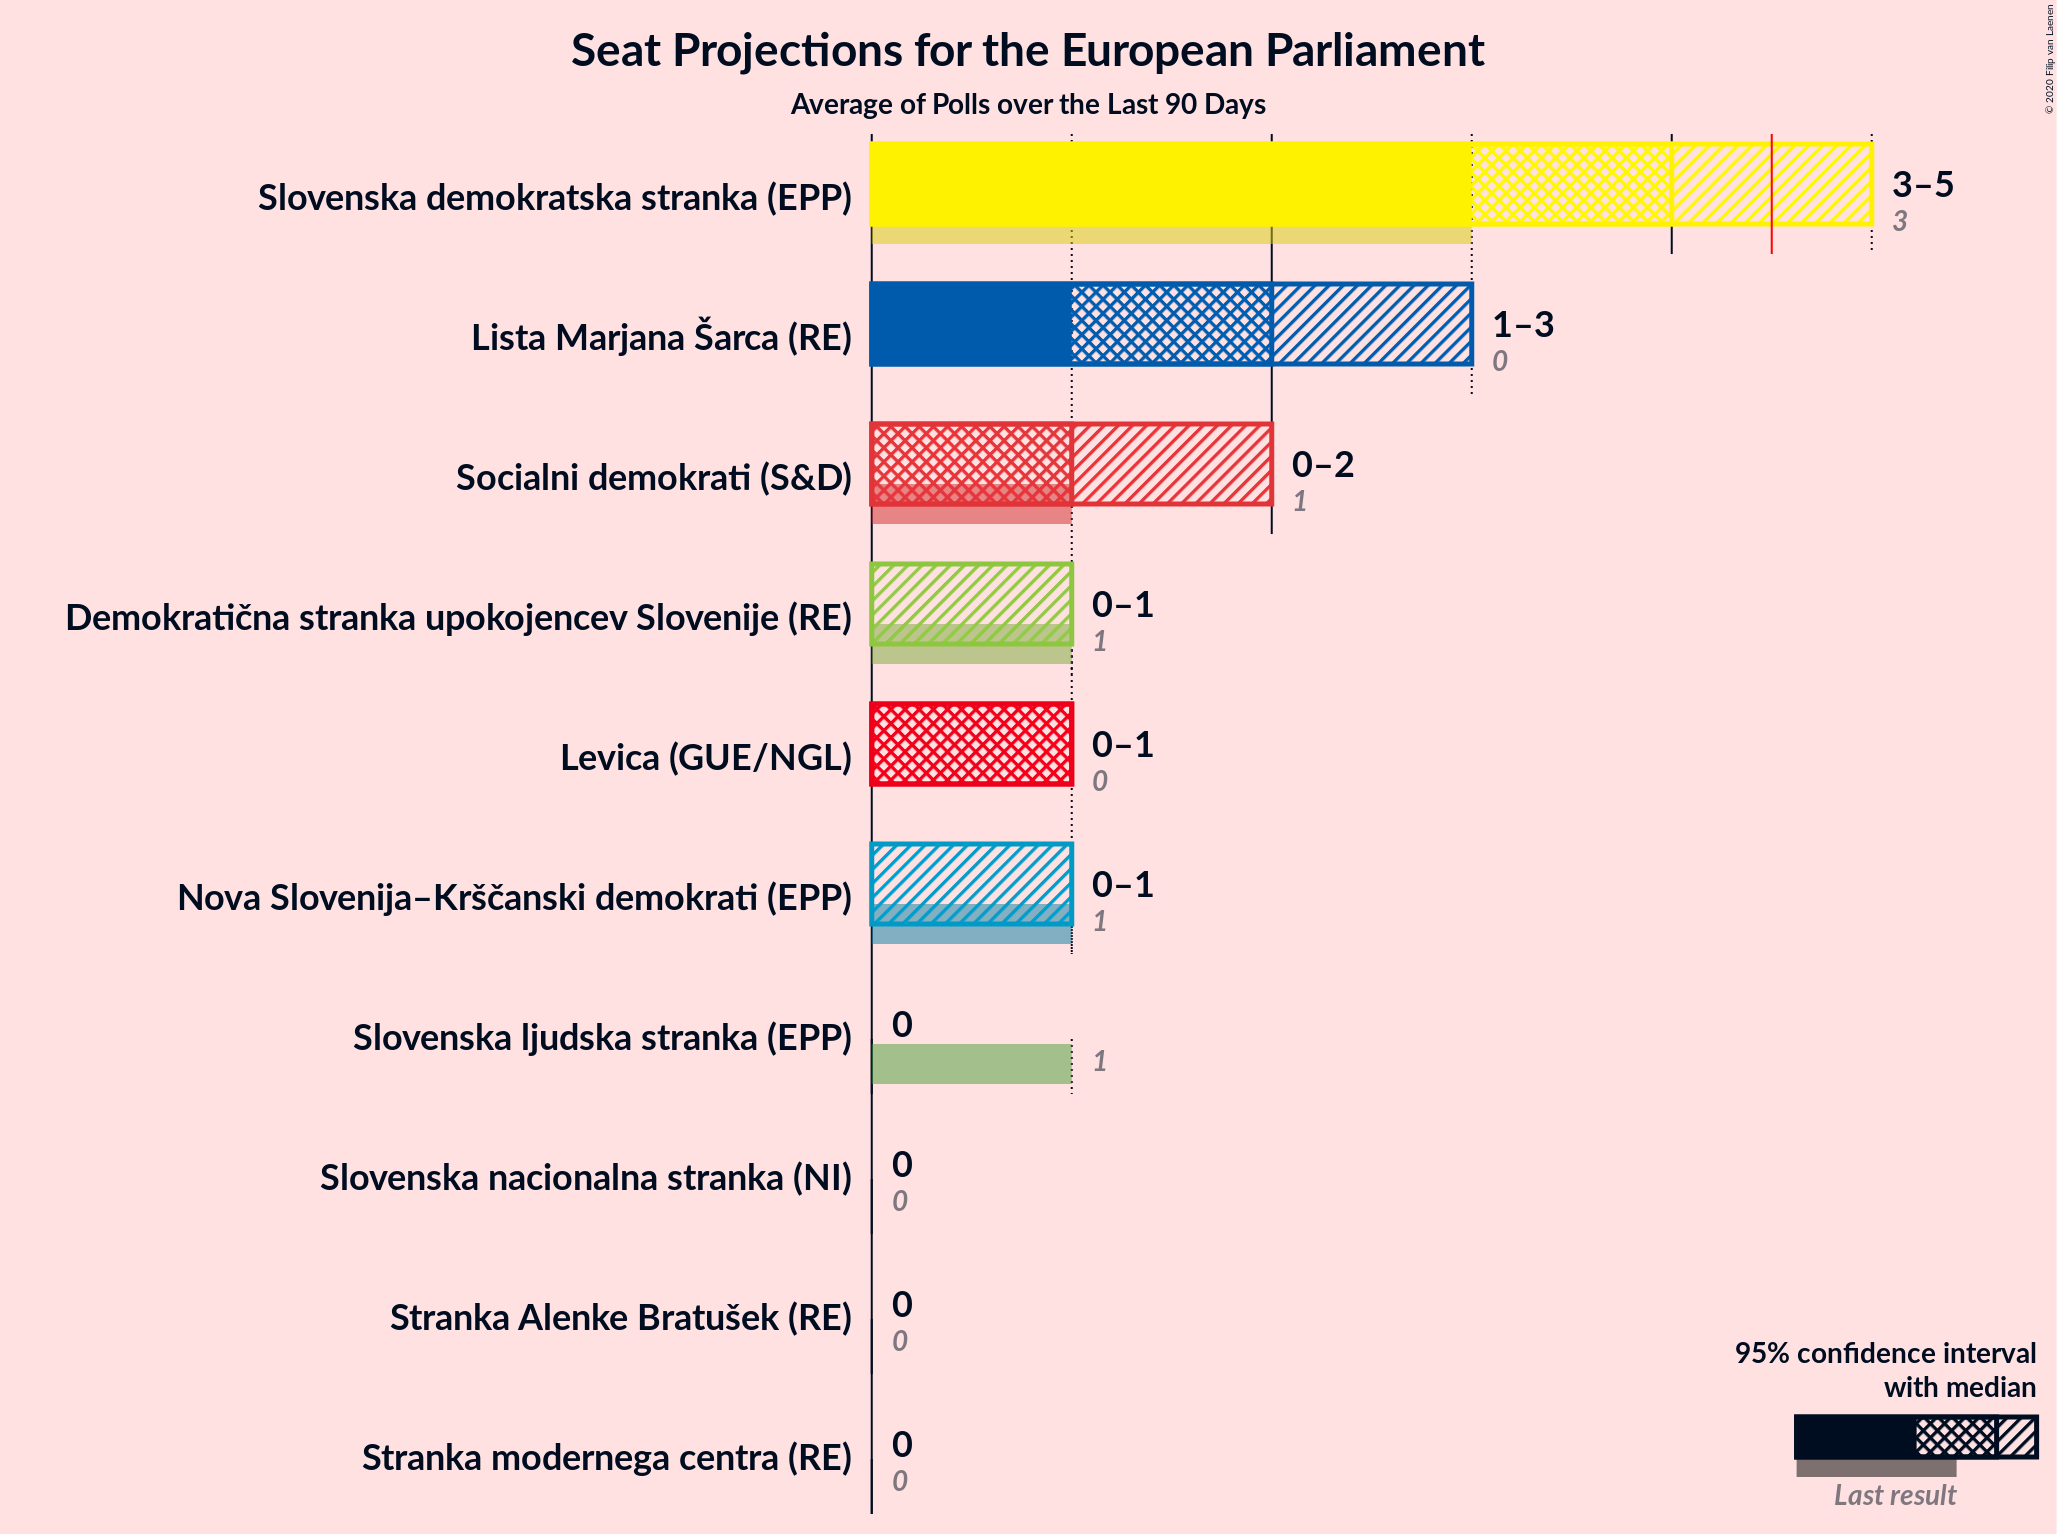 Seat Projections for the European Parliament
Average of Polls over the Last 90 Days
© 2020 Filip van Laenen
Slovenska demokratska stranka (EPP)
3–5
3
Lista Marjana Šarca (RE)
1–3
0
Socialni demokrati (S&D)
0–2
1
Demokratična stranka upokojencev Slovenije (RE)
0–1
1
Levica (GUE/NGL)
0–1
0
Nova Slovenija–Krščanski demokrati (EPP)
0–1
1
Slovenska ljudska stranka (EPP)
0
1
Slovenska nacionalna stranka (NI)
0
0
Stranka Alenke Bratušek (RE)
0
0
Stranka modernega centra (RE)
0
0
95% confidence interval
with median
Last result